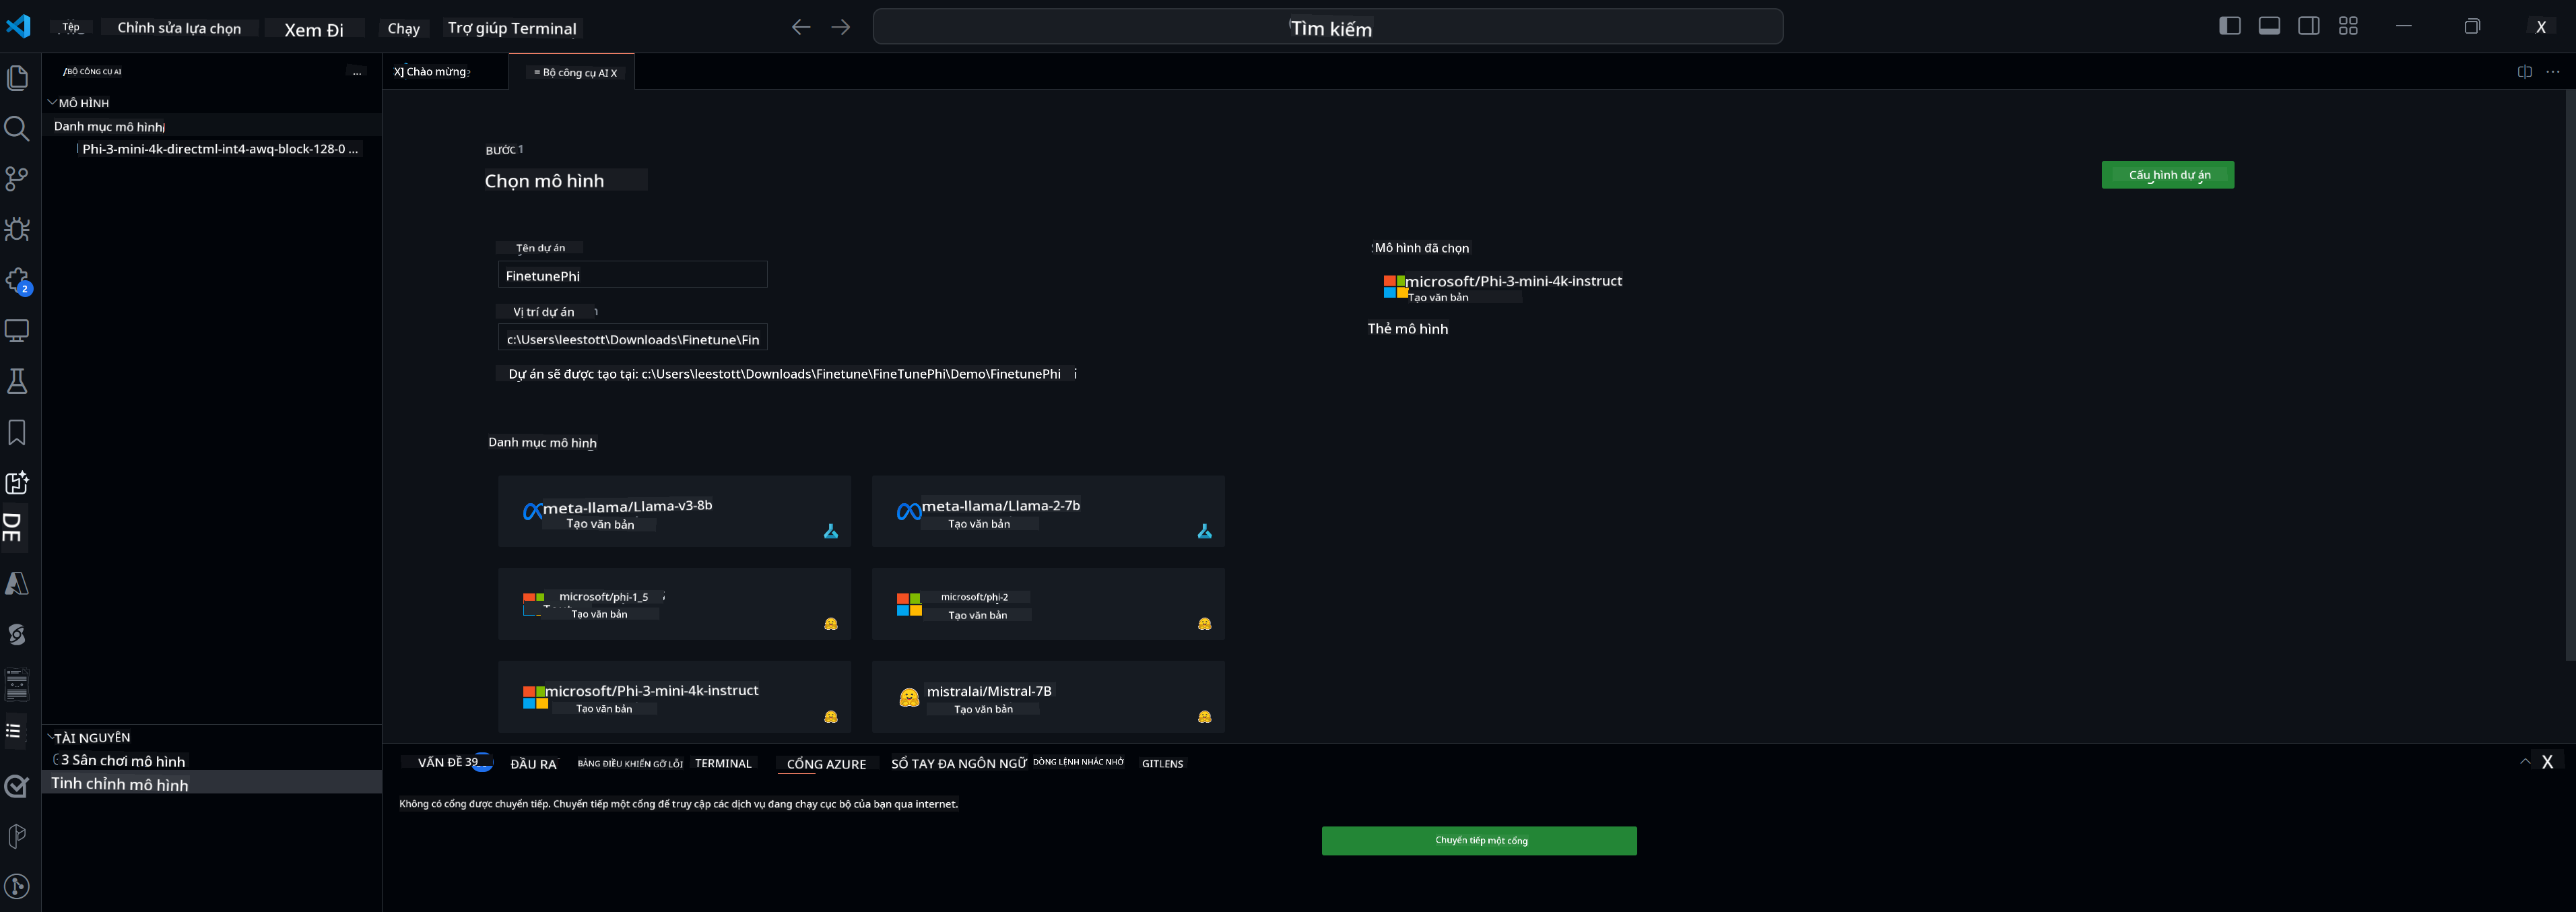 Tệp Chỉnh sửa lựa chọn Xem Đi Chạy Trợ giúp Terminal Tìm kiếm X
BỘ CÔNG CỤ AI ...
X] Chào mừng
= Bộ công cụ AI X
MÔ HÌNH
Danh mục mô hình
Phi-3-mini-4k-directml-int4-awq-block-128-0 ...
2
DE
TÀI NGUYÊN
3 Sân chơi mô hình
Tinh chỉnh mô hình
BƯỚC 1
Chọn mô hình
Cấu hình dự án
Tên dự án
FinetunePhi
Vị trí dự án
c:\Users\leestott\Downloads\Finetune\Fin
Dự án sẽ được tạo tại: c:\Users\leestott\Downloads\Finetune\FineTunePhi\Demo\FinetunePhi
Mô hình đã chọn
microsoft/Phi-3-mini-4k-instruct
Tạo văn bản
Thẻ mô hình
Danh mục mô hình
meta-llama/Llama-v3-8b
Tạo văn bản
meta-llama/Llama-2-7b
Tạo văn bản
microsoft/phi-1_5
Tạo văn bản
microsoft/phi-2
Tạo văn bản
microsoft/Phi-3-mini-4k-instruct
Tạo văn bản
mistralai/Mistral-7B
Tạo văn bản
VẤN ĐỀ 39 ĐẦU RA BẢNG ĐIỀU KHIỂN GỠ LỖI TERMINAL CỔNG AZURE SỔ TAY ĐA NGÔN NGỮ DÒNG LỆNH NHẮC NHỞ GITLENS X
Không có cổng được chuyển tiếp. Chuyển tiếp một cổng để truy cập các dịch vụ đang chạy cục bộ của bạn qua internet.
Chuyển tiếp một cổng